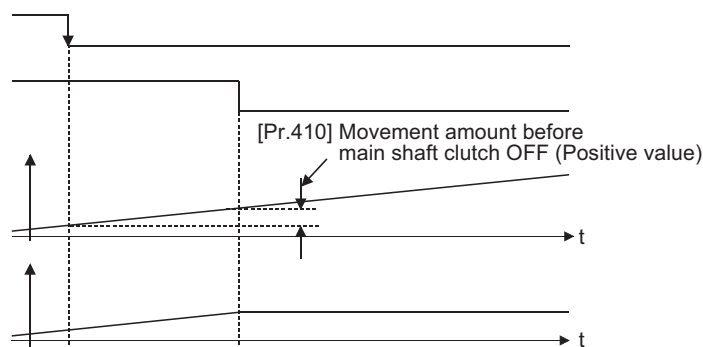 [Pr.410] Movement amount before
main shaft clutch OFF (Positive value)
t
t